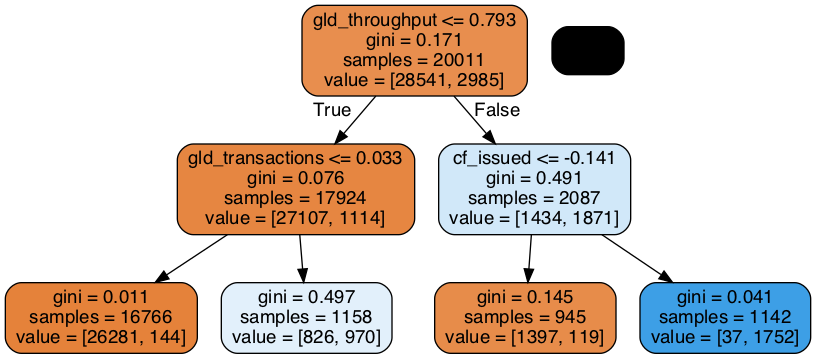 gld_throughput <= 0.793
gini = 0.171
samples = 20011
value = [28541, 2985]
True
False
gld_transactions <= 0.033
gini = 0.076
samples = 17924
value = [27107, 1114]
cf_issued <= -0.141
gini = 0.491
samples = 2087
value = [1434, 1871]
gini = 0.011
samples = 16766
value = [26281, 144]
gini = 0.497
samples = 1158
value = [826, 970]
gini = 0.145
samples = 945
value = [1397, 119]
gini = 0.041
samples = 1142
value = [37, 1752]